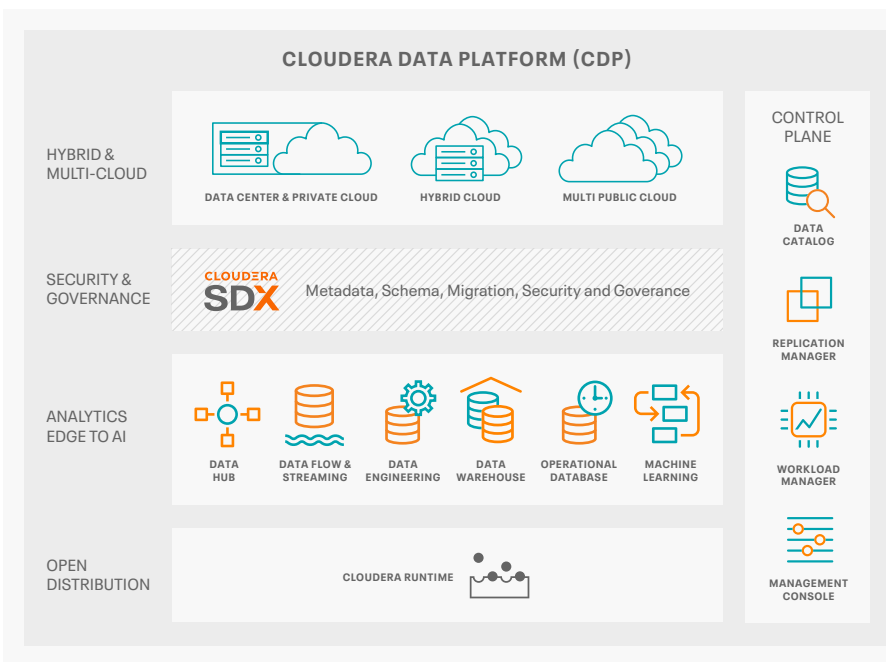 CLOUDERA DATA PLATFORM (CDP)
HYBRID &
MULTI-CLOUD
DATA CENTER & PRIVATE CLOUD
HYBRID CLOUD
MULTI PUBLIC CLOUD
SECURITY &
GOVERNANCE
CLOUDERA
SDX
Metadata, Schema, Migration, Security and Goverance
ANALYTICS
EDGE TO AI
DATA
HUB
DATA FLOW &
STREAMING
DATA
ENGINEERING
DATA
WAREHOUSE
OPERATIONAL
DATABASE
MACHINE
LEARNING
OPEN
DISTRIBUTION
CLOUDERA RUNTIME
CONTROL
PLANE
DATA
CATALOG
REPLICATION
MANAGER
WORKLOAD
MANAGER
MANAGEMENT
CONSOLE